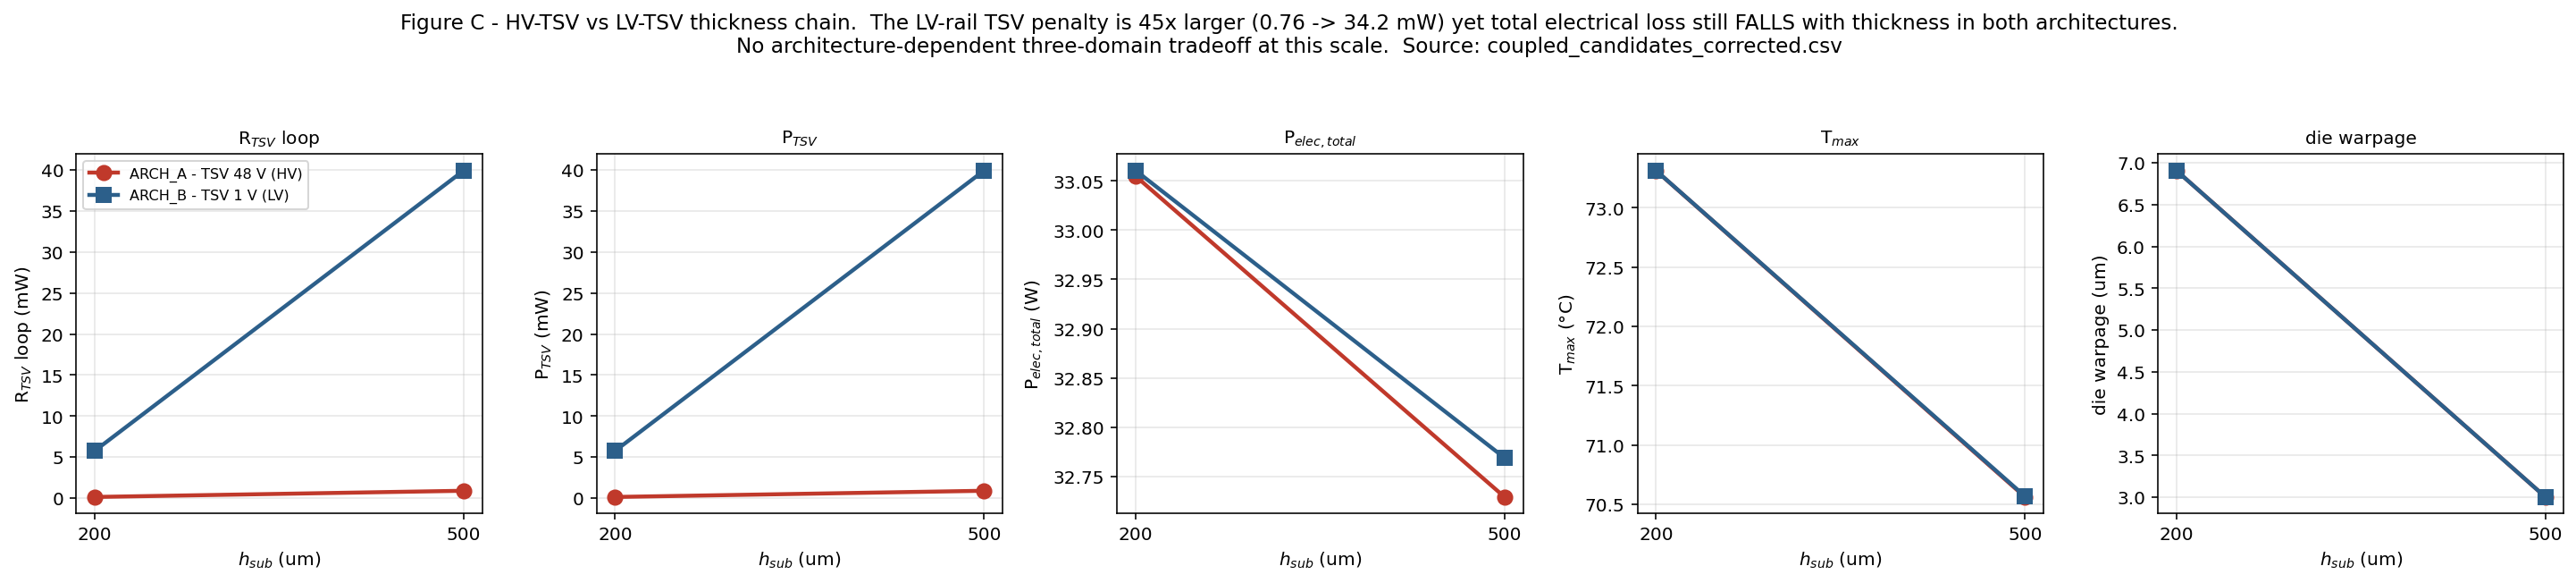 Figure C - HV-TSV vs LV-TSV thickness chain.  The LV-rail TSV penalty is 45x larger (0.76 -> 34.2 mW) yet total electrical loss still FALLS with thickness in both architectures.
No architecture-dependent three-domain tradeoff at this scale.  Source: coupled_candidates_corrected.csv
R_TSV loop
R_TSV loop (mW)
40
35
30
25
20
15
10
5
0
ARCH_A - TSV 48 V (HV)
ARCH_B - TSV 1 V (LV)
200
500
h_sub (um)
P_TSV
P_TSV (mW)
40
35
30
25
20
15
10
5
0
200
500
h_sub (um)
P_elec,total
P_elec,total (W)
33.05
33.00
32.95
32.90
32.85
32.80
32.75
200
500
h_sub (um)
T_max
T_max (°C)
73.0
72.5
72.0
71.5
71.0
70.5
200
500
h_sub (um)
die warpage
die warpage (um)
7.0
6.5
6.0
5.5
5.0
4.5
4.0
3.5
3.0
200
500
h_sub (um)